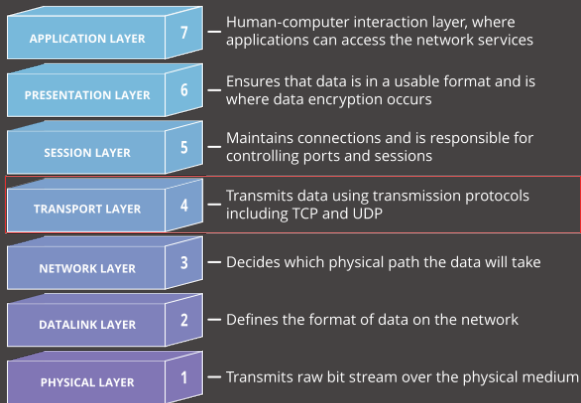 APPLICATION LAYER 7 – Human-computer interaction layer, where
applications can access the network services
PRESENTATION LAYER 6 – Ensures that data is in a usable format and is
where data encryption occurs
SESSION LAYER 5 – Maintains connections and is responsible for
controlling ports and sessions
TRANSPORT LAYER 4 – Transmits data using transmission protocols
including TCP and UDP
NETWORK LAYER 3 – Decides which physical path the data will take
DATALINK LAYER 2 – Defines the format of data on the network
PHYSICAL LAYER 1 – Transmits raw bit stream over the physical medium